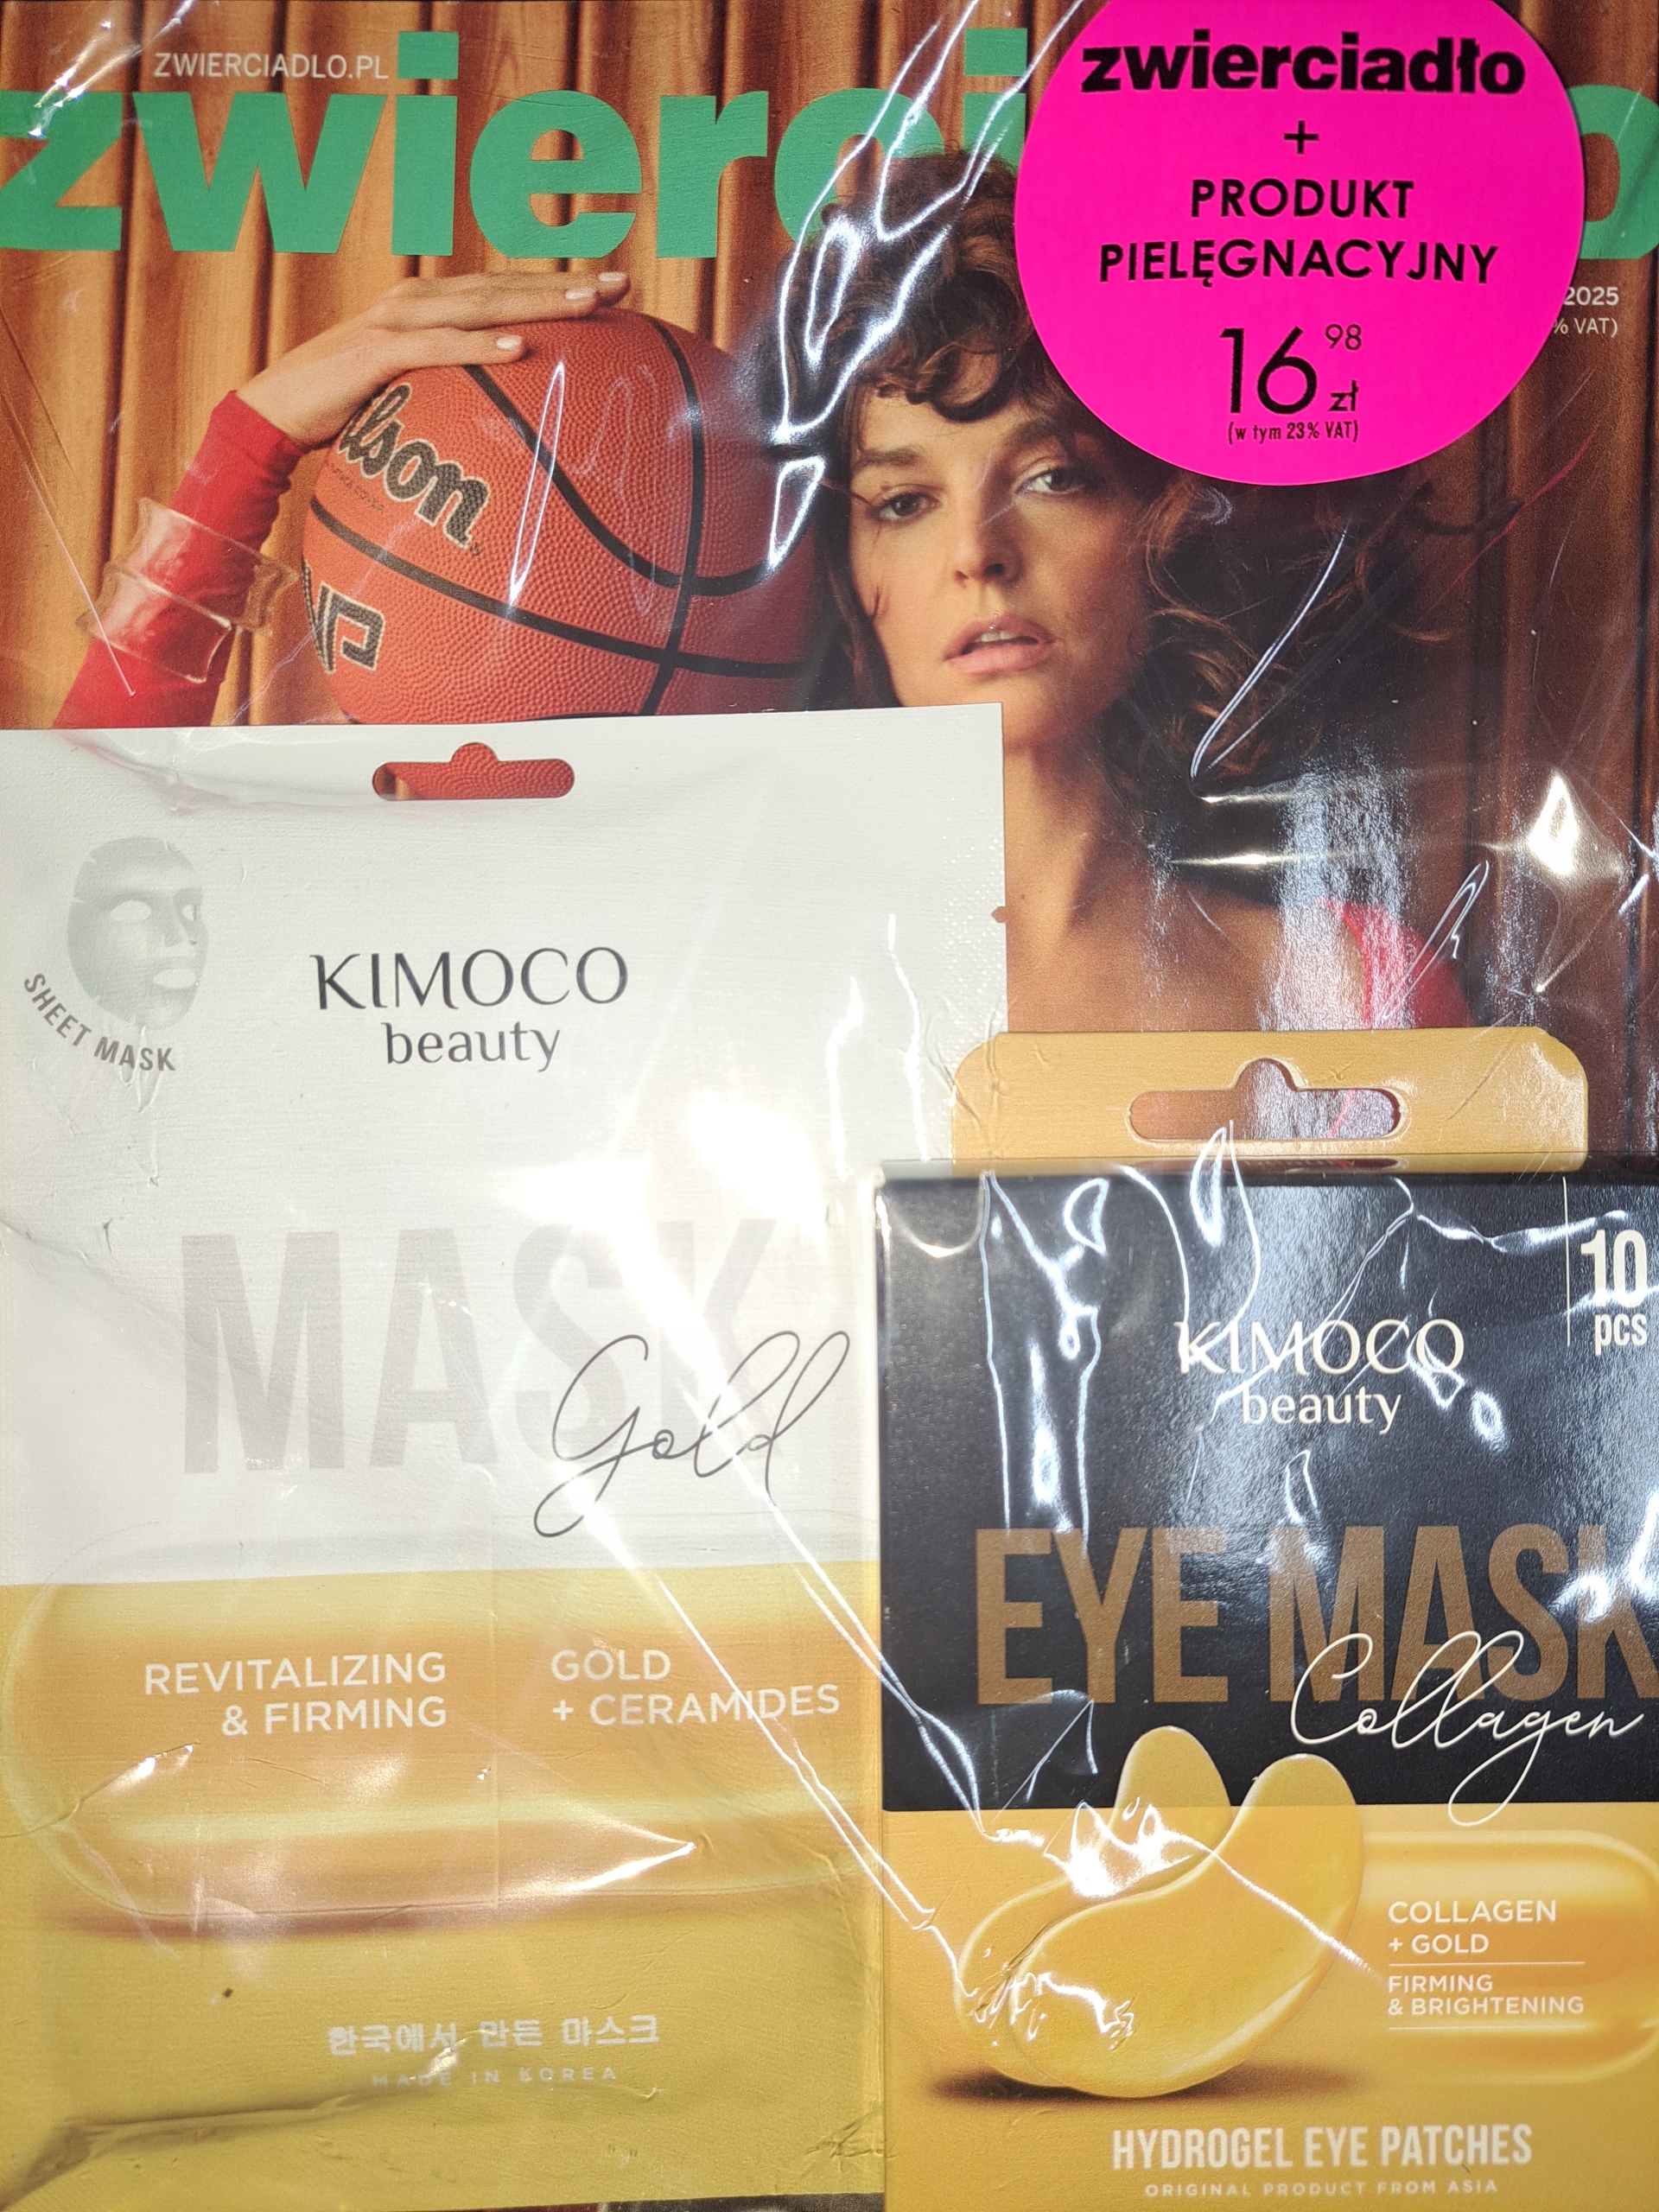 ZWIERCIADLO.PL
zwierciadło
+
PRODUKT
PIELĘGNACYJNY
16 98
zł
(w tym 23% VAT)
2025
% VAT)
Wilson
KIMOCO
beauty
SHEET MASK
MASK
Gold
REVITALIZING
& FIRMING
GOLD
+ CERAMIDES
한국에서 만든 마스크
MADE IN KOREA
10
pcs
KIMOCO
beauty
EYE MASK
Collagen
COLLAGEN
+ GOLD
FIRMING
& BRIGHTENING
HYDROGEL EYE PATCHES
ORIGINAL PRODUCT FROM ASIA